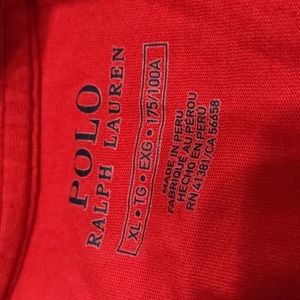 POLO
RALPH LAUREN
XL • TG • EXG • 175/100A
MADE IN PERU
FABRIQUE AU PÉROU
HECHO EN PERU
RN 41381/CA 56658